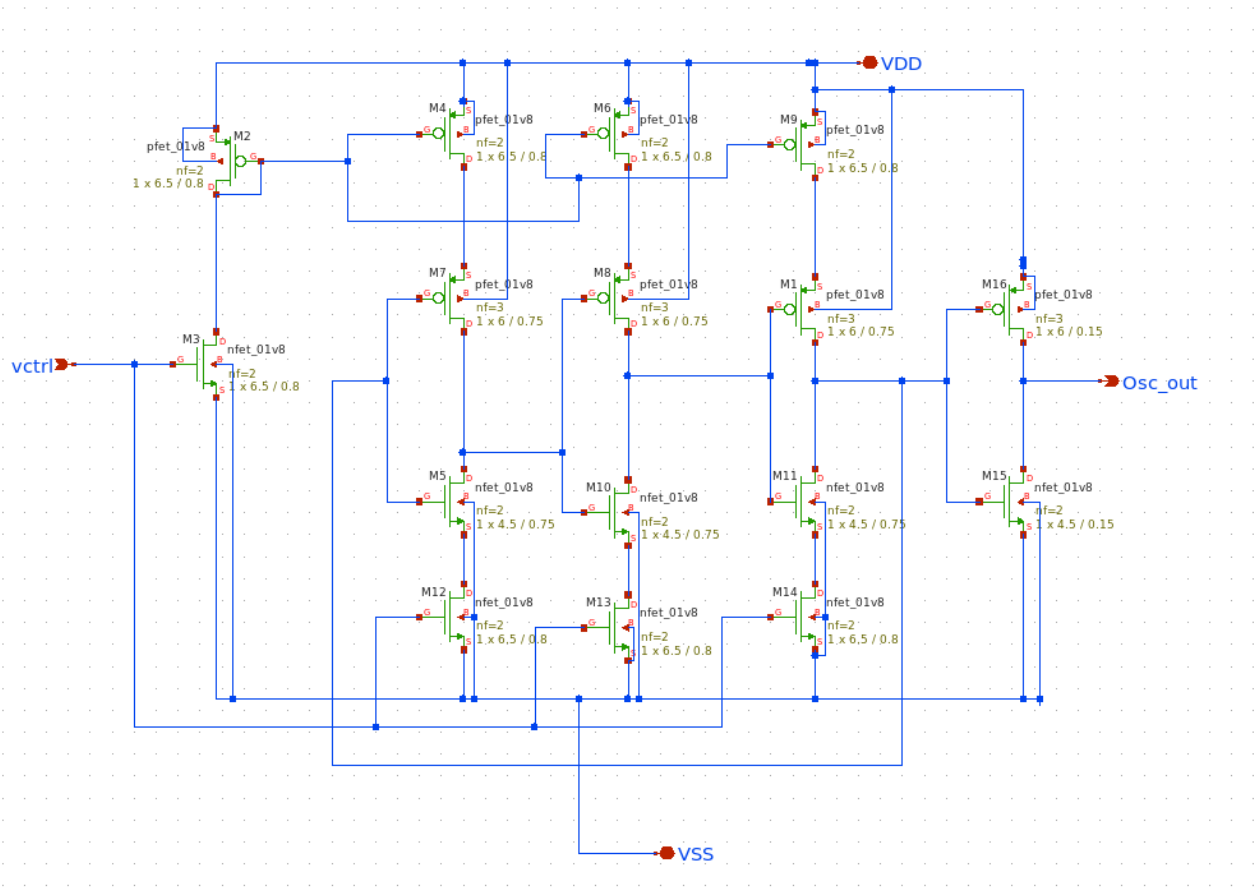 VDD
M4
G
S
B
D
pfet_01v8
nf=2
1 x 6.5 / 0.8
M6
G
S
B
D
pfet_01v8
nf=2
1 x 6.5 / 0.8
M9
G
S
B
D
pfet_01v8
nf=2
1 x 6.5 / 0.8
M2
S
B
G
D
pfet_01v8
nf=2
1 x 6.5 / 0.8
M7
G
S
B
D
pfet_01v8
nf=3
1 x 6 / 0.75
M8
G
S
B
D
pfet_01v8
nf=3
1 x 6 / 0.75
M1
G
S
B
D
pfet_01v8
nf=3
1 x 6 / 0.75
M16
G
S
B
D
pfet_01v8
nf=3
1 x 6 / 0.15
vctrl
M3
G
D
B
S
nfet_01v8
nf=2
1 x 6.5 / 0.8
Osc_out
M5
G
D
B
S
nfet_01v8
nf=2
1 x 4.5 / 0.75
M10
G
D
B
S
nfet_01v8
nf=2
1 x 4.5 / 0.75
M11
G
D
B
S
nfet_01v8
nf=2
1 x 4.5 / 0.75
M15
G
D
B
S
nfet_01v8
nf=2
1 x 4.5 / 0.15
M12
G
D
B
S
nfet_01v8
nf=2
1 x 6.5 / 0.8
M13
G
D
B
S
nfet_01v8
nf=2
1 x 6.5 / 0.8
M14
G
D
B
S
nfet_01v8
nf=2
1 x 6.5 / 0.8
VSS